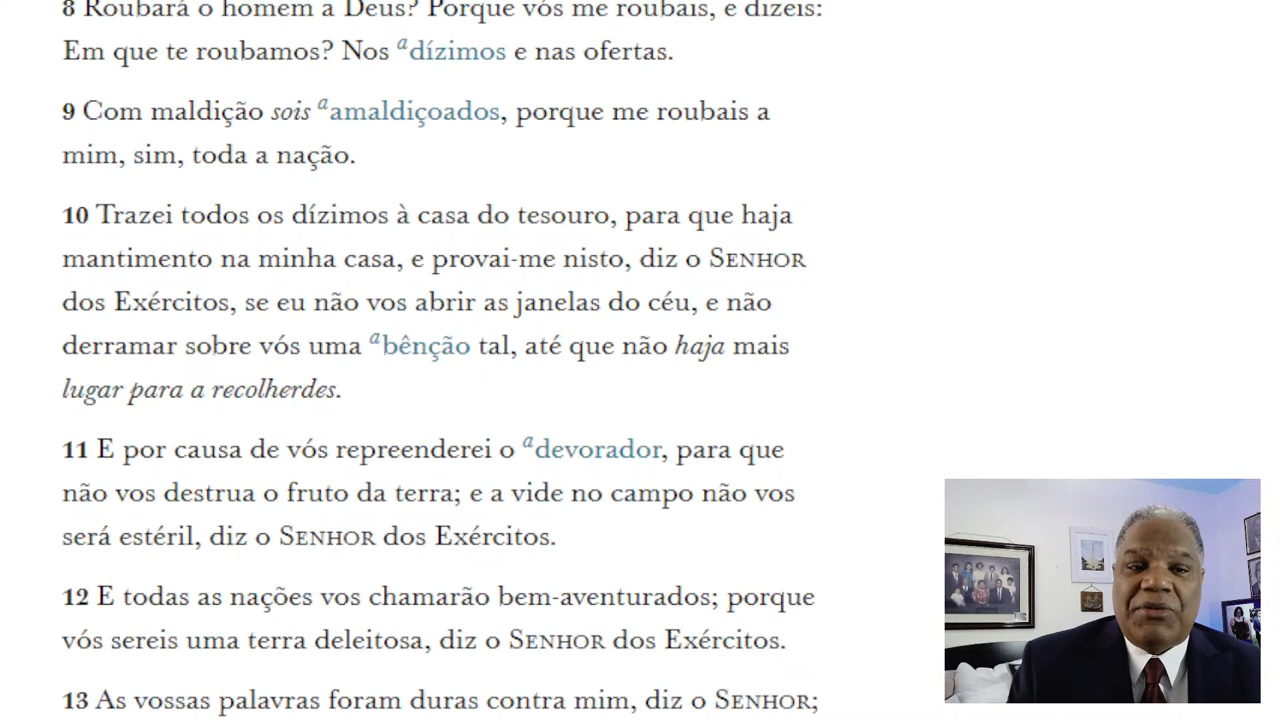 8 Roubará o homem a Deus? Porque vós me roubais, e dizeis:
Em que te roubamos? Nos ᵃdízimos e nas ofertas.
9 Com maldição sois ᵃamaldiçoados, porque me roubais a
mim, sim, toda a nação.
10 Trazei todos os dízimos à casa do tesouro, para que haja
mantimento na minha casa, e provai-me nisto, diz o SENHOR
dos Exércitos, se eu não vos abrir as janelas do céu, e não
derramar sobre vós uma ᵃbênção tal, até que não haja mais
lugar para a recolherdes.
11 E por causa de vós repreenderei o ᵃdevorador, para que
não vos destrua o fruto da terra; e a vide no campo não vos
será estéril, diz o SENHOR dos Exércitos.
12 E todas as nações vos chamarão bem-aventurados; porque
vós sereis uma terra deleitosa, diz o SENHOR dos Exércitos.
13 As vossas palavras foram duras contra mim, diz o SENHOR;